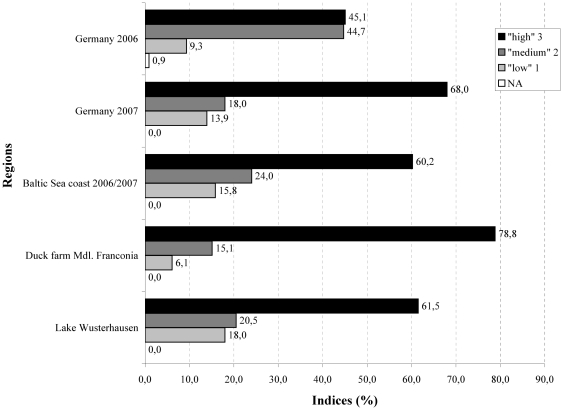 "high" 3
"medium" 2
"low" 1
NA
Regions
Germany 2006
45,1
44,7
9,3
0,9
Germany 2007
68,0
18,0
13,9
0,0
Baltic Sea coast 2006/2007
60,2
24,0
15,8
0,0
Duck farm Mdl. Franconia
78,8
15,1
6,1
0,0
Lake Wusterhausen
61,5
20,5
18,0
0,0
0,0 10,0 20,0 30,0 40,0 50,0 60,0 70,0 80,0 90,0
Indices (%)